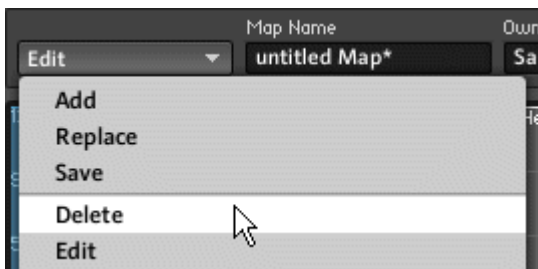 Map Name
Edit
untitled Map*
Add
Replace
Save
Delete
Edit